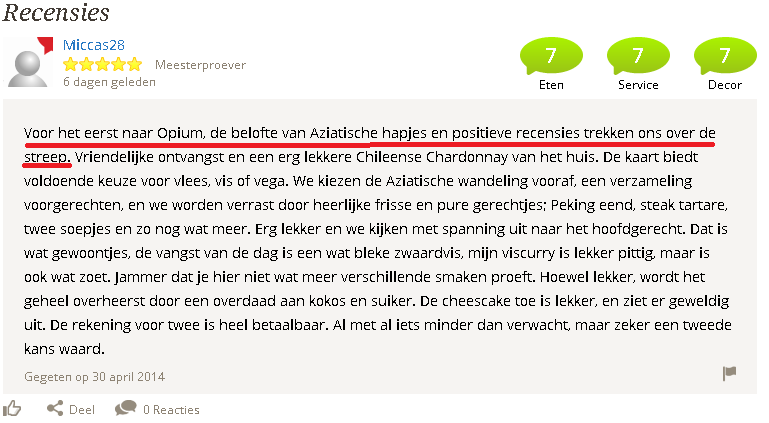 Recensies
Miccas28
Meesterproever
6 dagen geleden
7 7 7
Eten Service Decor
Voor het eerst naar Opium, de belofte van Aziatische hapjes en positieve recensies trekken ons over de
streep. Vriendelijke ontvangst en een erg lekkere Chileense Chardonnay van het huis. De kaart biedt
voldoende keuze voor vlees, vis of vega. We kiezen de Aziatische wandeling vooraf, een verzameling
voorgerechten, en we worden verrast door heerlijke frisse en pure gerechtjes; Peking eend, steak tartare,
twee soepjes en zo nog wat meer. Erg lekker en we kijken met spanning uit naar het hoofdgerecht. Dat is
wat gewoontjes, de vangst van de dag is een wat bleke zwaardvis, mijn viscurry is lekker pittig, maar is
ook wat zoet. Jammer dat je hier niet wat meer verschillende smaken proeft. Hoewel lekker, wordt het
geheel overheerst door een overdaad aan kokos en suiker. De cheescake toe is lekker, en ziet er geweldig
uit. De rekening voor twee is heel betaalbaar. Al met al iets minder dan verwacht, maar zeker een tweede
kans waard.
Gegeten op 30 april 2014
Deel 0 Reacties